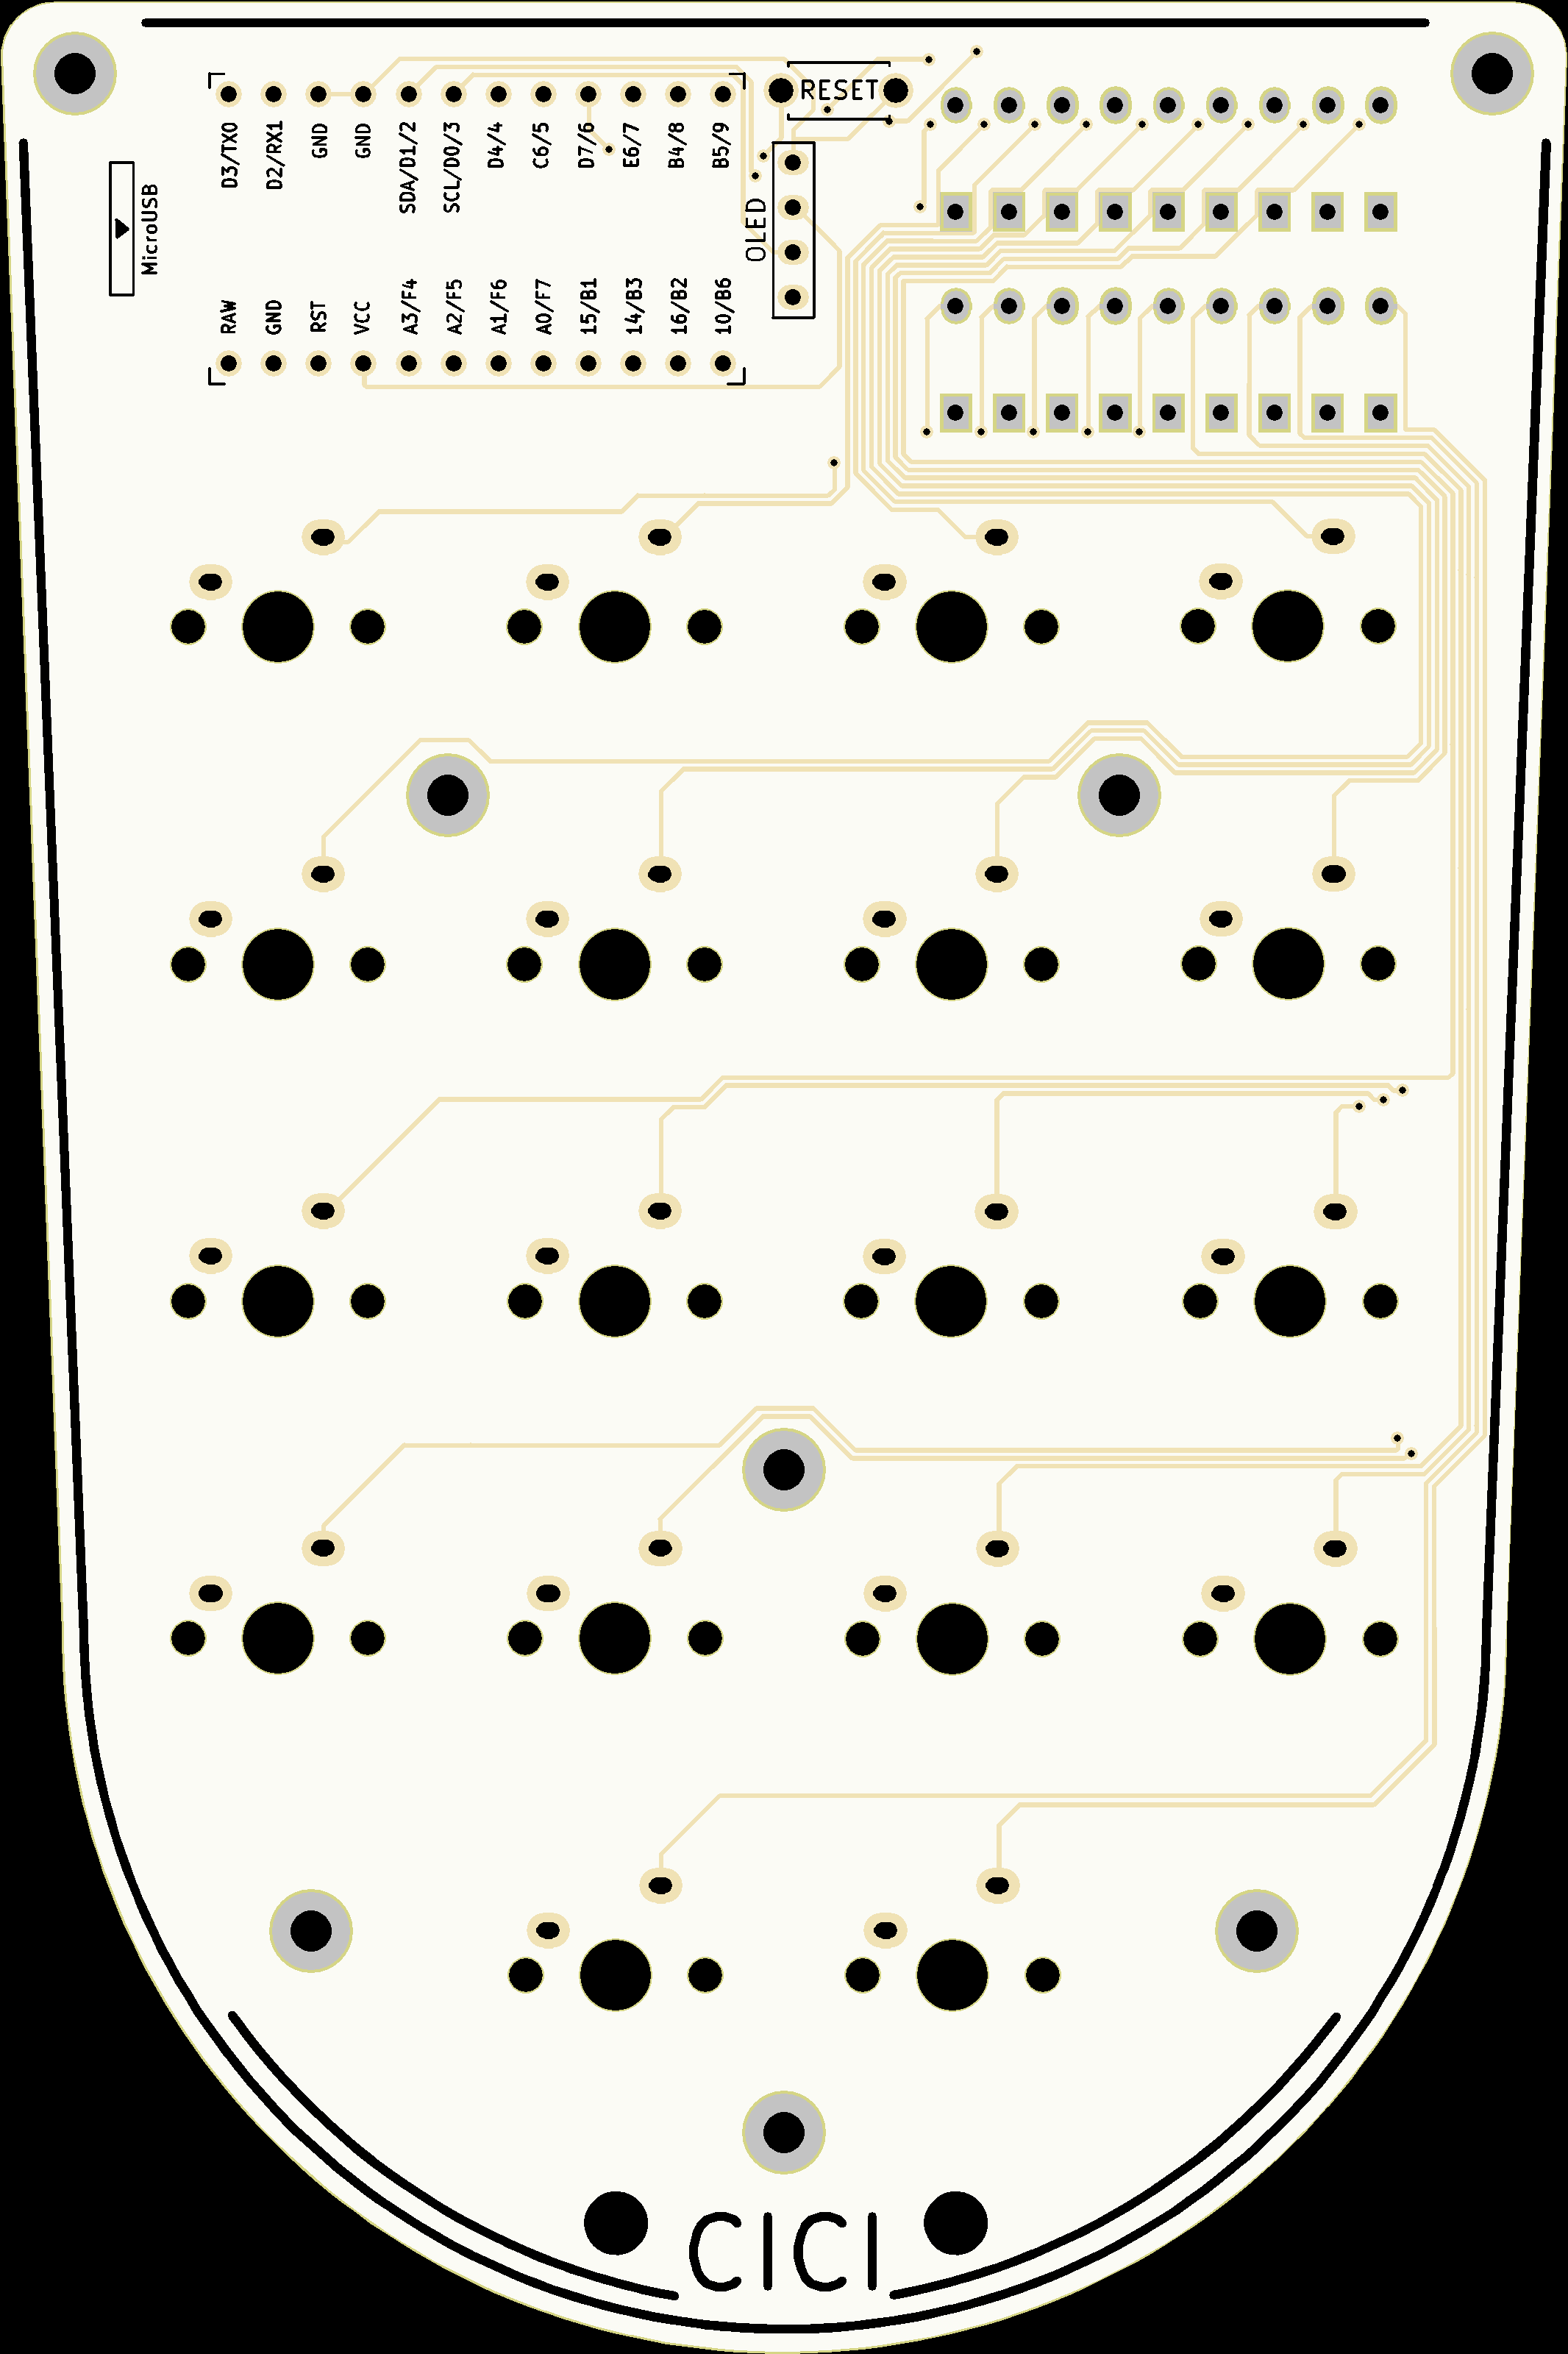 RESET
D3/TX0
D2/RX1
GND
GND
SDA/D1/2
SCL/D0/3
D4/4
C6/5
D7/6
E6/7
B4/8
B5/9
MicroUSB
OLED
RAW
GND
RST
VCC
A3/F4
A2/F5
A1/F6
A0/F7
15/B1
14/B3
16/B2
10/B6
CICI